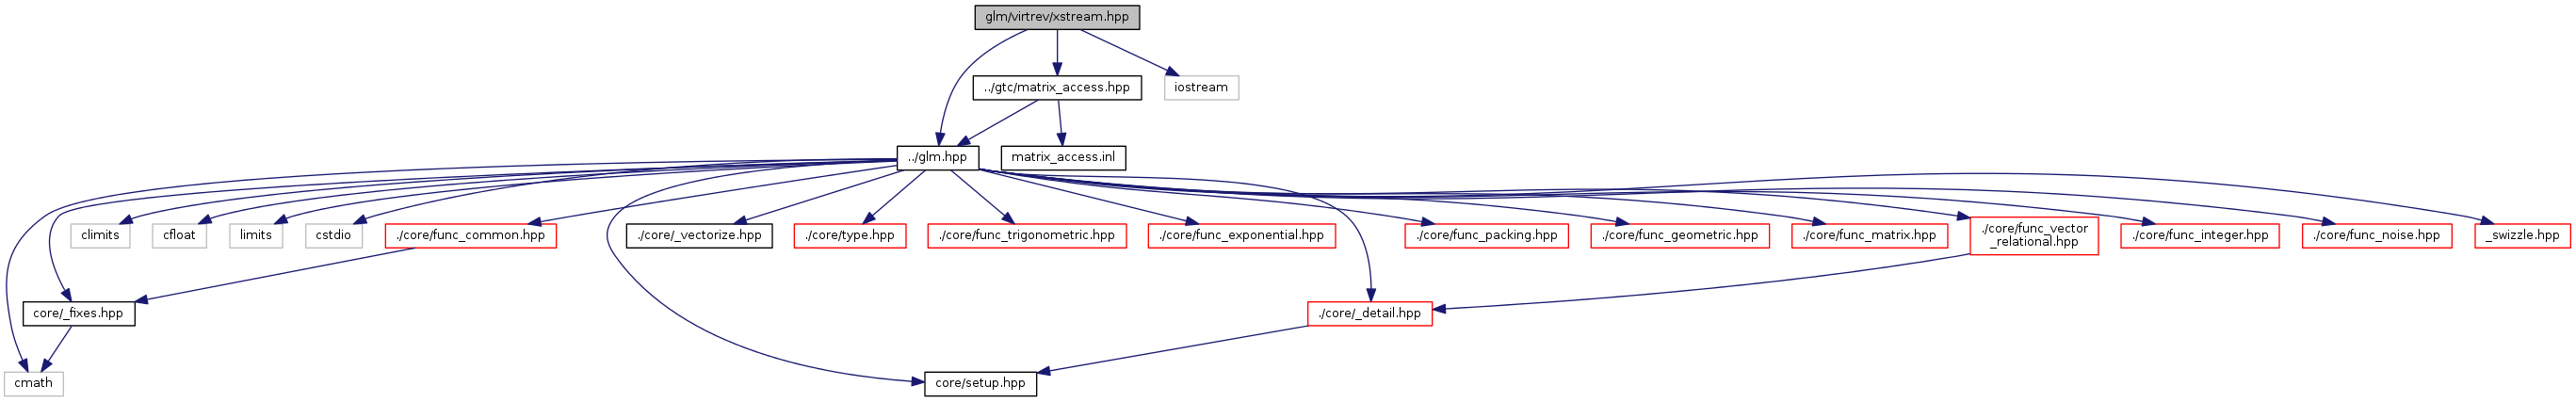 glm/virtrev/xstream.hpp
../gtc/matrix_access.hpp
iostream
../glm.hpp
matrix_access.inl
climits
cfloat
limits
cstdio
./core/func_common.hpp
./core/_vectorize.hpp
./core/type.hpp
./core/func_trigonometric.hpp
./core/func_exponential.hpp
./core/func_packing.hpp
./core/func_geometric.hpp
./core/func_matrix.hpp
./core/func_vector
_relational.hpp
./core/func_integer.hpp
./core/func_noise.hpp
_swizzle.hpp
core/_fixes.hpp
./core/_detail.hpp
cmath
core/setup.hpp